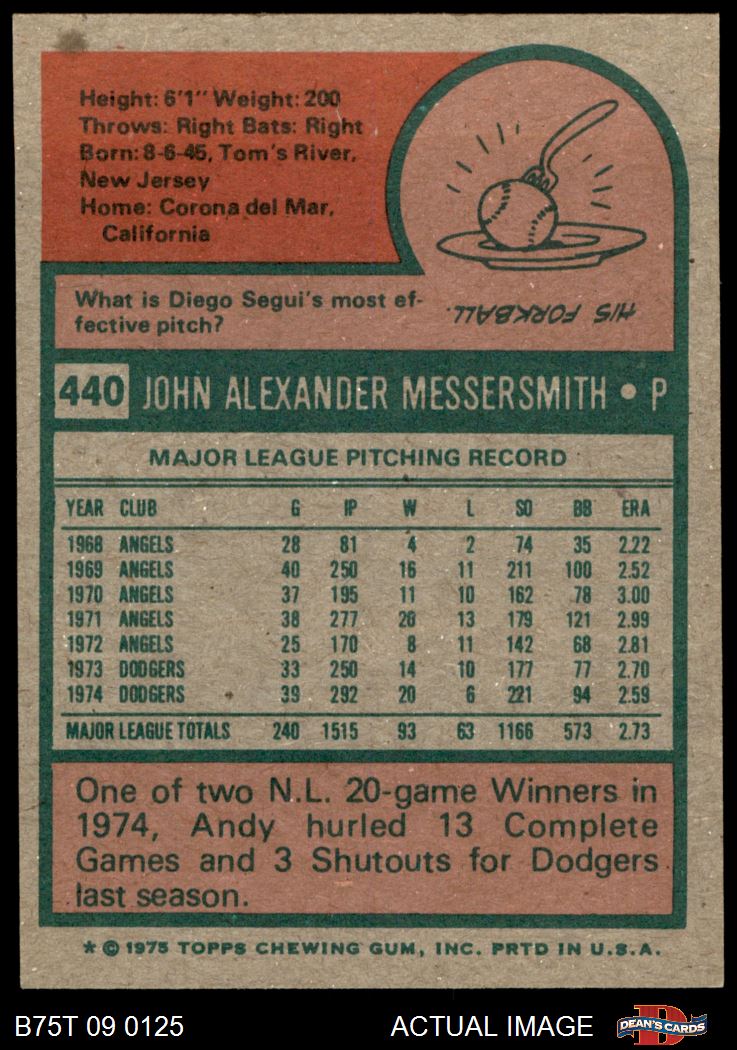 Height: 6'1" Weight: 200
Throws: Right Bats: Right
Born: 8-6-45, Tom's River,
New Jersey
Home: Corona del Mar,
California
What is Diego Segui's most ef-
fective pitch?
HIS FORKBALL.
440 JOHN ALEXANDER MESSERSMITH • P
MAJOR LEAGUE PITCHING RECORD
YEAR CLUB G IP W L SO BB ERA
1968 ANGELS 28 81 4 2 74 35 2.22
1969 ANGELS 40 250 16 11 211 100 2.52
1970 ANGELS 37 195 11 10 162 78 3.00
1971 ANGELS 38 277 20 13 179 121 2.99
1972 ANGELS 25 170 8 11 142 68 2.81
1973 DODGERS 33 250 14 10 177 77 2.70
1974 DODGERS 39 292 20 6 221 94 2.59
MAJOR LEAGUE TOTALS 240 1515 93 63 1166 573 2.73
One of two N.L. 20-game Winners in
1974, Andy hurled 13 Complete
Games and 3 Shutouts for Dodgers
last season.
* © 1975 TOPPS CHEWING GUM, INC. PRTD IN U.S.A.
B75T 09 0125 ACTUAL IMAGE D DEAN'S CARDS